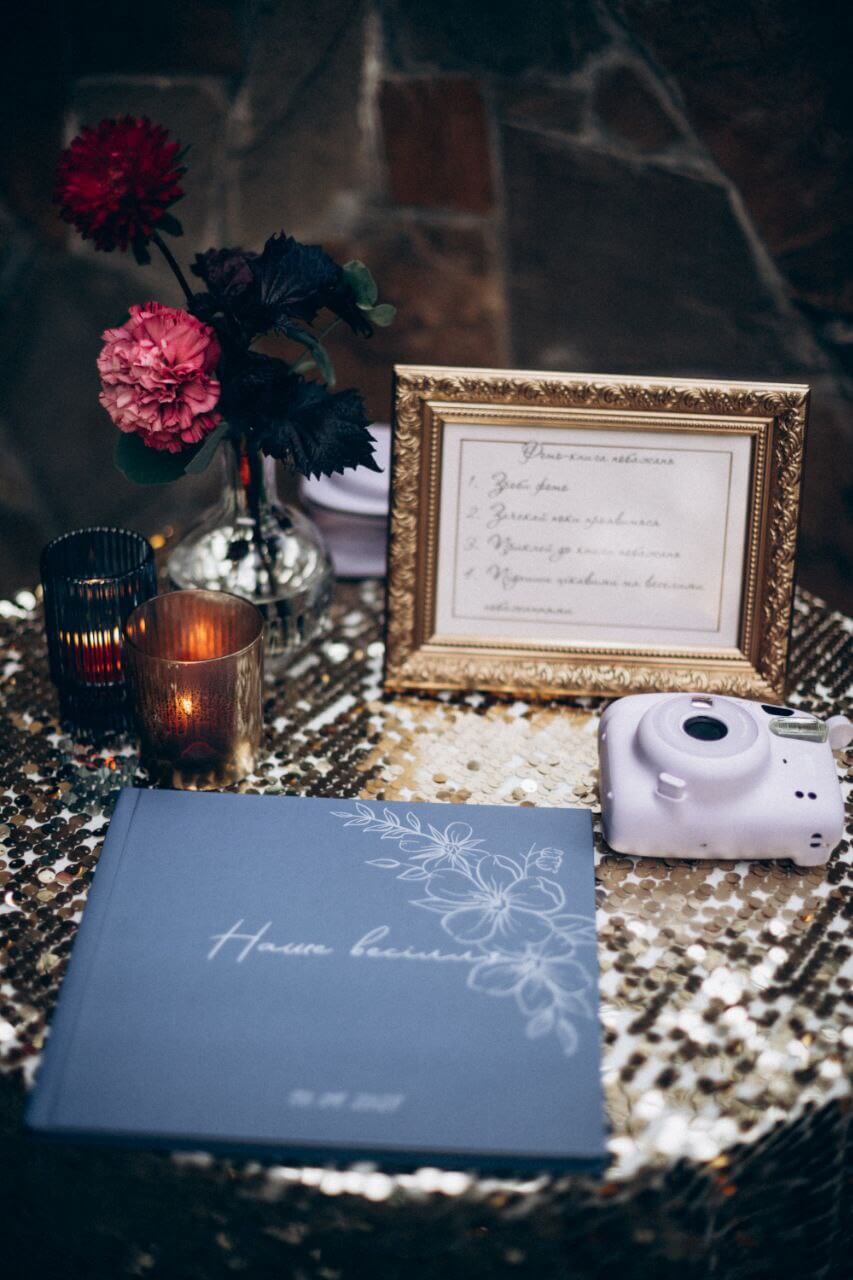 Фото-книга побажань
1. Зроби фото
2. Зачекай поки проявиться
3. Приклей до книги побажань
4. Підпиши цікавими та веселими
побажаннями
Наше весілля